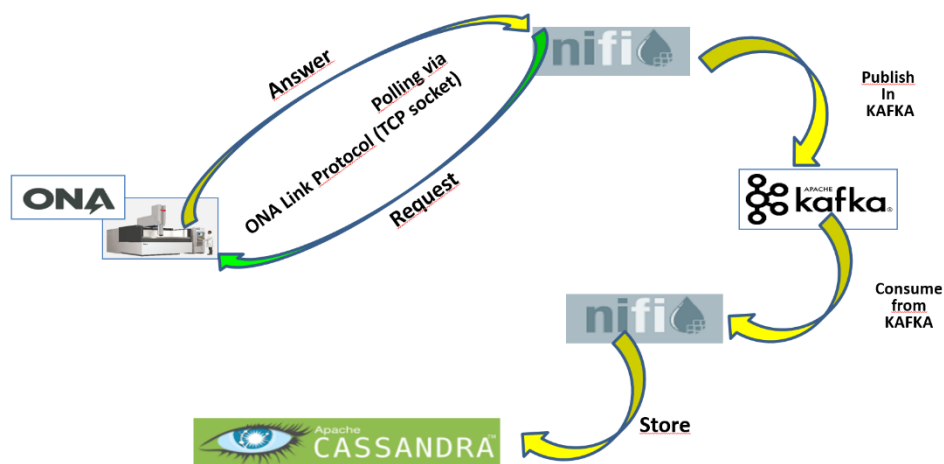 Answer
Polling via
ONA Link Protocol (TCP socket)
Request
nifi
Publish
In
KAFKA
ONA
APACHE
kafka®
Consume
from
KAFKA
nifi
Store
Apache
CASSANDRA™